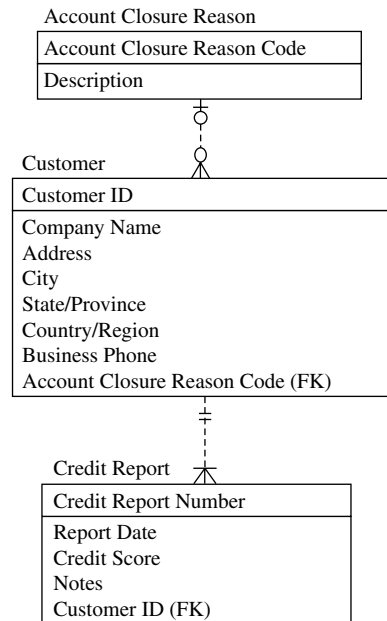 Account Closure Reason
Account Closure Reason Code
Description
Customer
Customer ID
Company Name
Address
City
State/Province
Country/Region
Business Phone
Account Closure Reason Code (FK)
Credit Report
Credit Report Number
Report Date
Credit Score
Notes
Customer ID (FK)